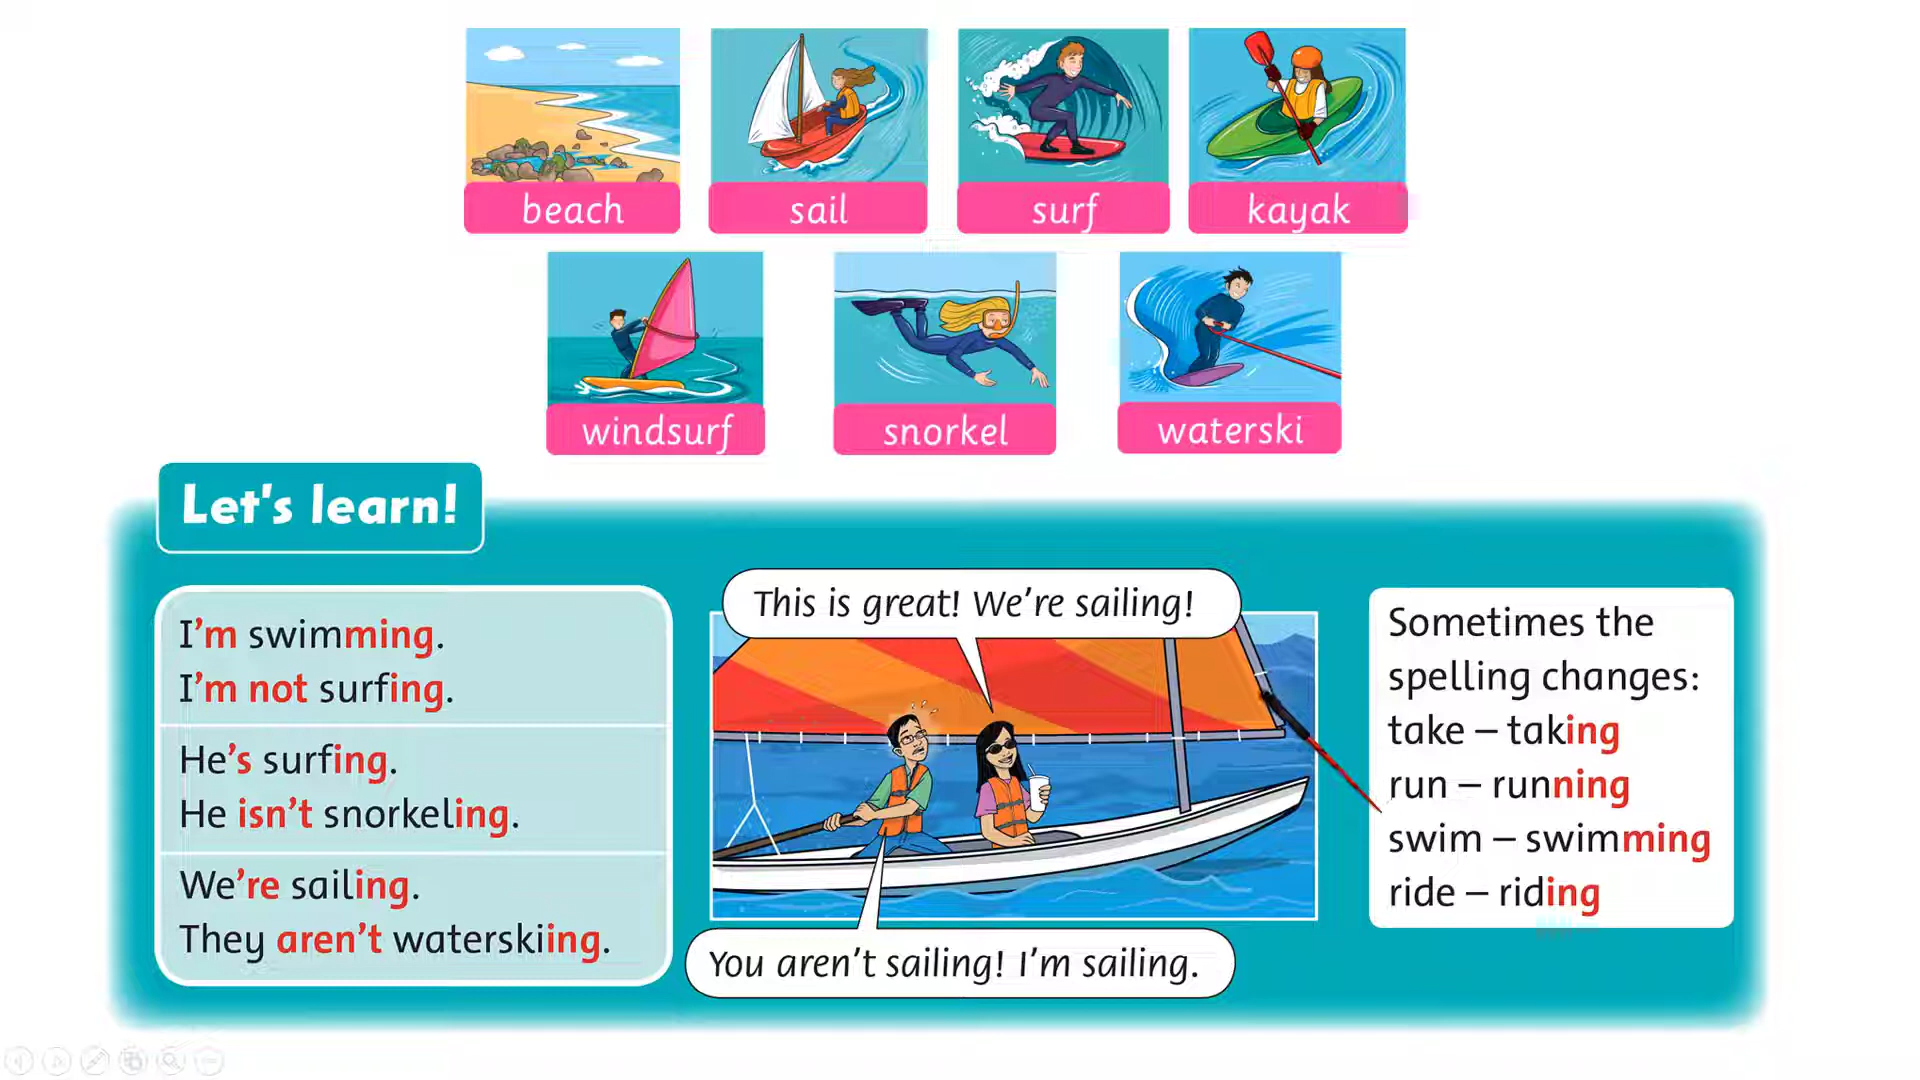 beach
sail
surf
kayak
windsurf
snorkel
waterski
Let's learn!
I'm swimming.
I'm not surfing.
He's surfing.
He isn't snorkeling.
We're sailing.
They aren't waterskiing.
This is great! We're sailing!
You aren't sailing! I'm sailing.
Sometimes the
spelling changes:
take – taking
run – running
swim – swimming
ride – riding